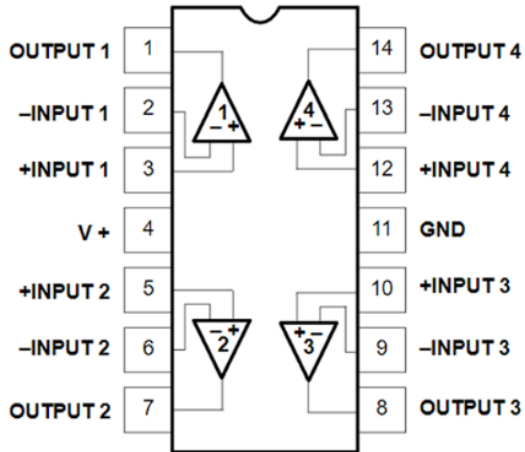 OUTPUT 1 1 14 OUTPUT 4
–INPUT 1 2 1 4 13 –INPUT 4
– + + –
+INPUT 1 3 12 +INPUT 4
V + 4 11 GND
+INPUT 2 5 10 +INPUT 3
– + + –
–INPUT 2 6 2 3 9 –INPUT 3
OUTPUT 2 7 8 OUTPUT 3